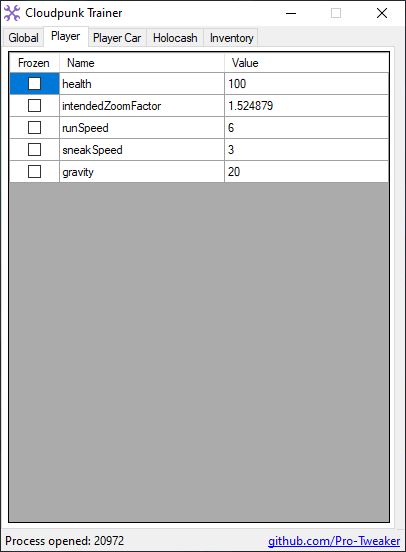 Cloudpunk Trainer
Global Player Player Car Holocash Inventory
Frozen Name Value
health 100
intendedZoomFactor 1.524879
runSpeed 6
sneakSpeed 3
gravity 20
Process opened: 20972 github.com/Pro-Tweaker